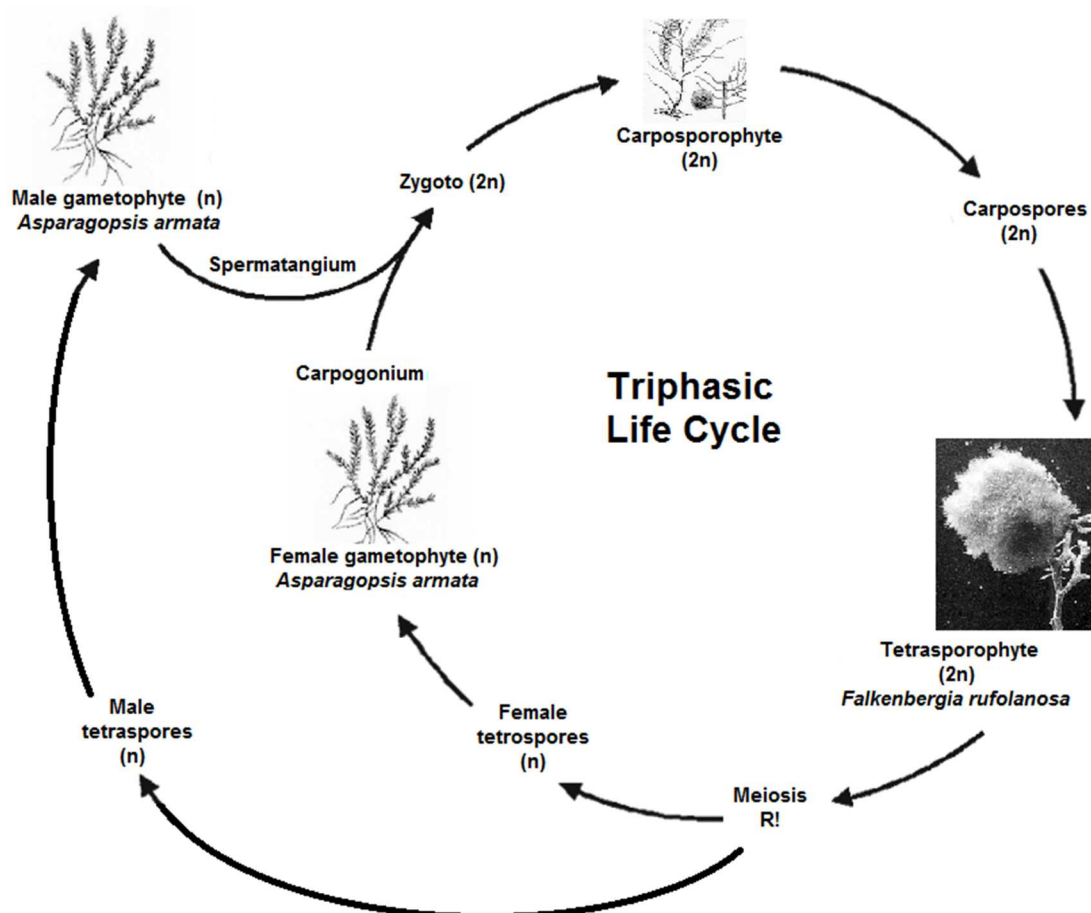 Male gametophyte (n)
Asparagopsis armata
Spermatangium
Zygoto (2n)
Carposporophyte
(2n)
Carpospores
(2n)
Carpogonium
Triphasic
Life Cycle
Female gametophyte (n)
Asparagopsis armata
Tetrasporophyte
(2n)
Falkenbergia rufolanosa
Male
tetraspores
(n)
Female
tetrospores
(n)
Meiosis
R!